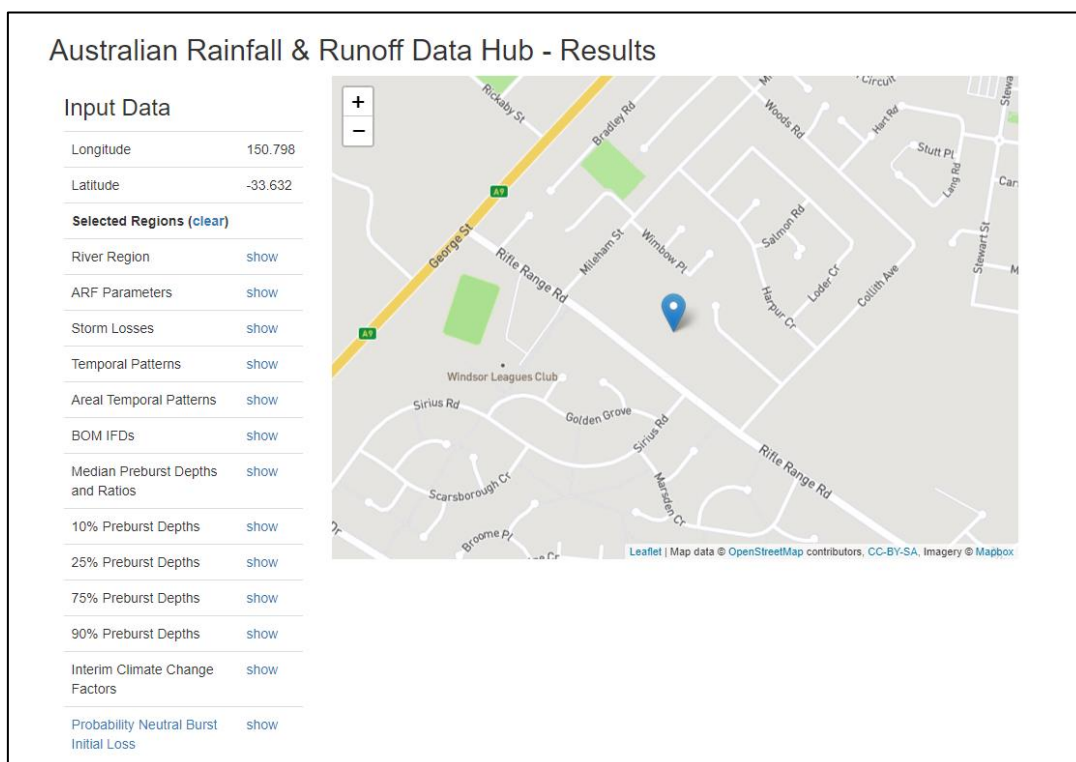 Australian Rainfall & Runoff Data Hub - Results
Input Data
Longitude 150.798
Latitude -33.632
Selected Regions (clear)
River Region show
ARF Parameters show
Storm Losses show
Temporal Patterns show
Areal Temporal Patterns show
BOM IFDs show
Median Preburst Depths show
and Ratios
10% Preburst Depths show
25% Preburst Depths show
75% Preburst Depths show
90% Preburst Depths show
Interim Climate Change show
Factors
Probability Neutral Burst show
Initial Loss
+
−
Rickaby St
Bradley Rd
Woods Rd
Circuit
Hart Rd
Stutt Pl
Lang Rd
Stewart St
A9
George St
Rifle Range Rd
Mileham St
Wimbow Pl
Salmon Rd
Loder Cr
Harpur Cr
Collith Ave
A9
Windsor Leagues Club
Sirius Rd
Golden Grove
Sirius Rd
Scarsborough Cr
Marsden Cr
Rifle Range Rd
Broome Pl
Leaflet | Map data © OpenStreetMap contributors, CC-BY-SA, Imagery © Mapbox